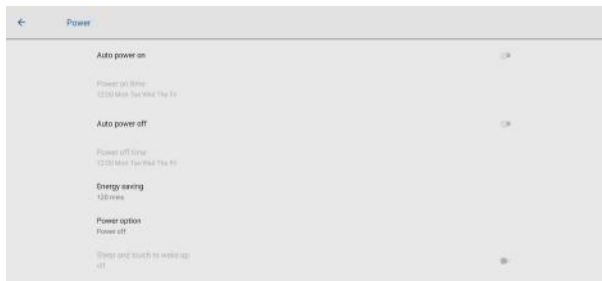 Power
Auto power on
Power on time
12:00 Mon Tue Wed Thu Fri
Auto power off
Power off time
12:00 Mon Tue Wed Thu Fri
Energy saving
120 mins
Power option
Power off
Sleep and touch to wake up
off